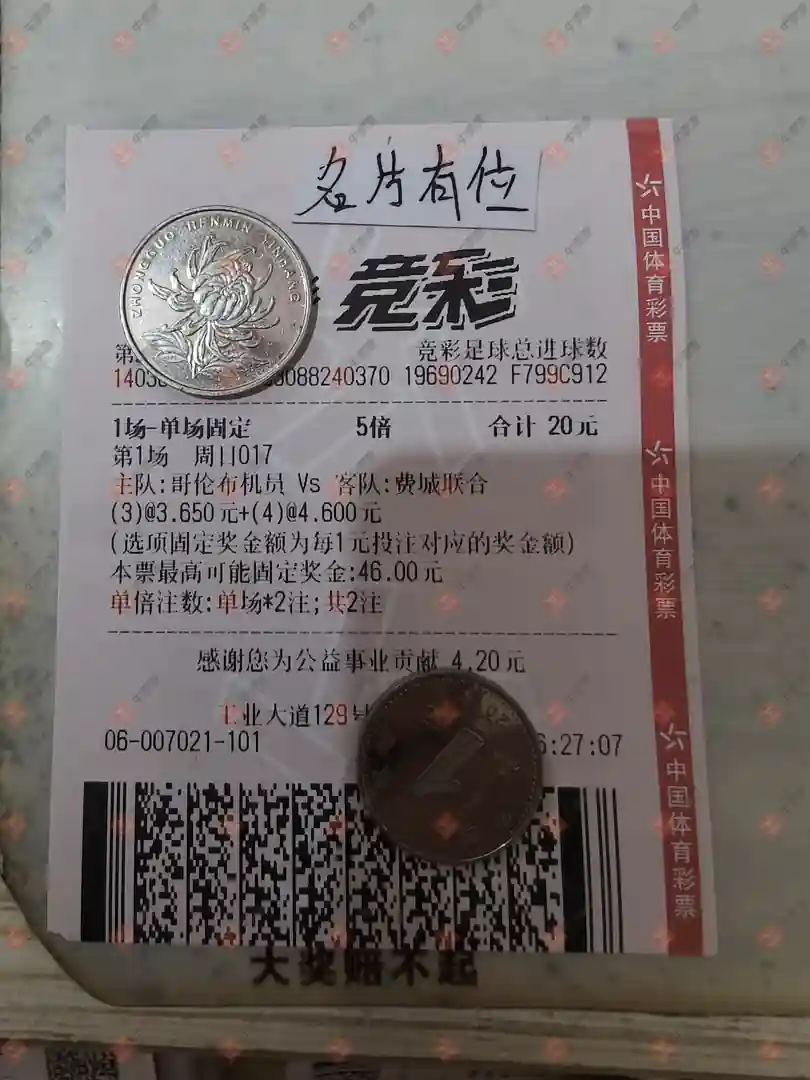 名片有位
ZHONGGUO RENMIN YINHANG
竞彩
第
竞彩足球总进球数
088240370 19690242 F799C912
1场-单场固定 5倍 合计 20元
第1场 周日017
主队:哥伦布机员 Vs 客队:费城联合
(3)@3.650元+(4)@4.600元
(选项固定奖金额为每1元投注对应的奖金额)
本票最高可能固定奖金:46.00元
单倍注数:单场*2注;共2注
感谢您为公益事业贡献 4.20元
工业大道129号
06-007021-101
6:27:07
大奖赔不起
中国体育彩票
中国体育彩票
中国体育彩票